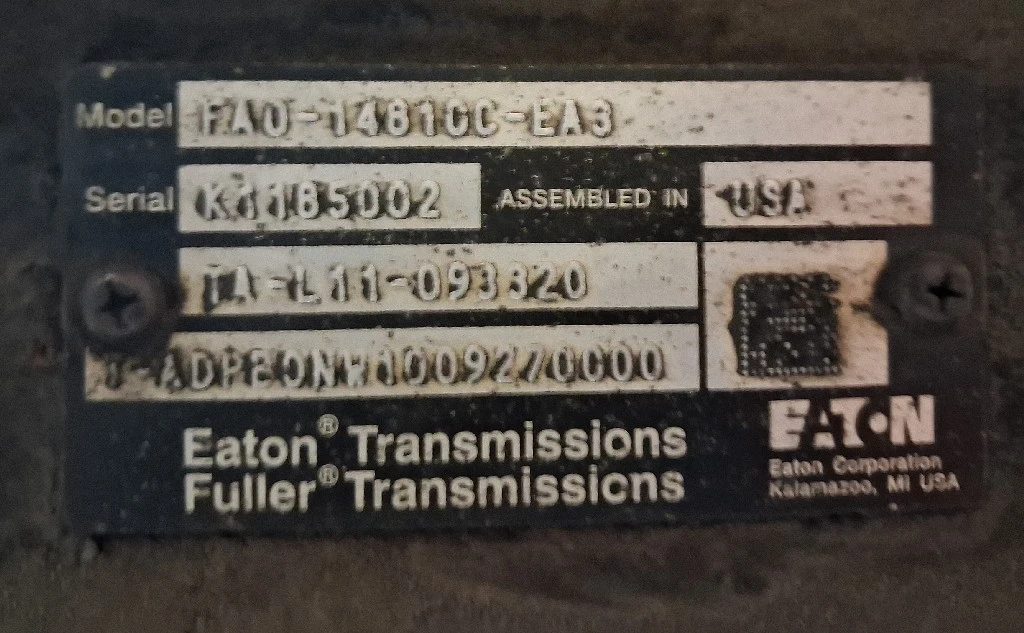 Model FAO-14810C-EA3
Serial K1165002 ASSEMBLED IN USA
TA-L11-093820
Eaton® Transmissions
Fuller® Transmissions
EATON
Eaton Corporation
Kalamazoo, MI USA